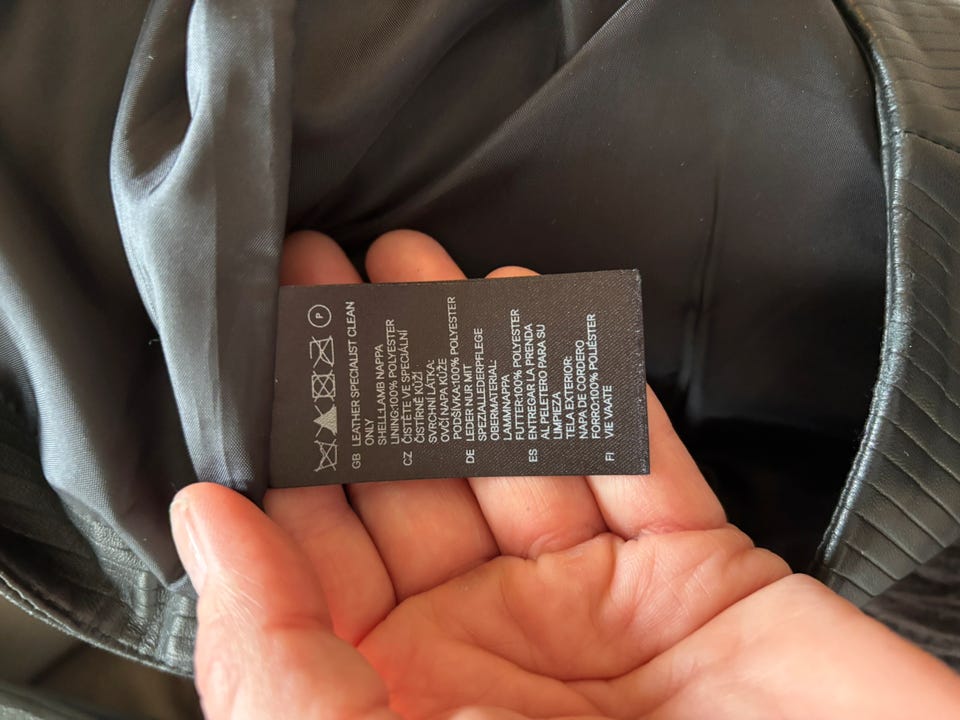 P
GB LEATHER SPECIALIST CLEAN
ONLY
SHELL:LAMB NAPPA
LINING:100% POLYESTER
CZ ČISTĚTE VE SPECIÁLNÍ
ČISTÍRNĚ KŮŽÍ
SVRCHNÍ LÁTKA:
OVČÍ NAPA KŮŽE
PODŠÍVKA:100% POLYESTER
DE LEDER NUR MIT
SPEZIALLEDERPFLEGE
OBERMATERIAL:
LAMMNAPPA
FUTTER:100% POLYESTER
ES ENTREGAR LA PRENDA
AL PELETERO PARA SU
LIMPIEZA
TELA EXTERIOR:
NAPA DE CORDERO
FORRO:100% POLIÉSTER
FI VIE VAATE